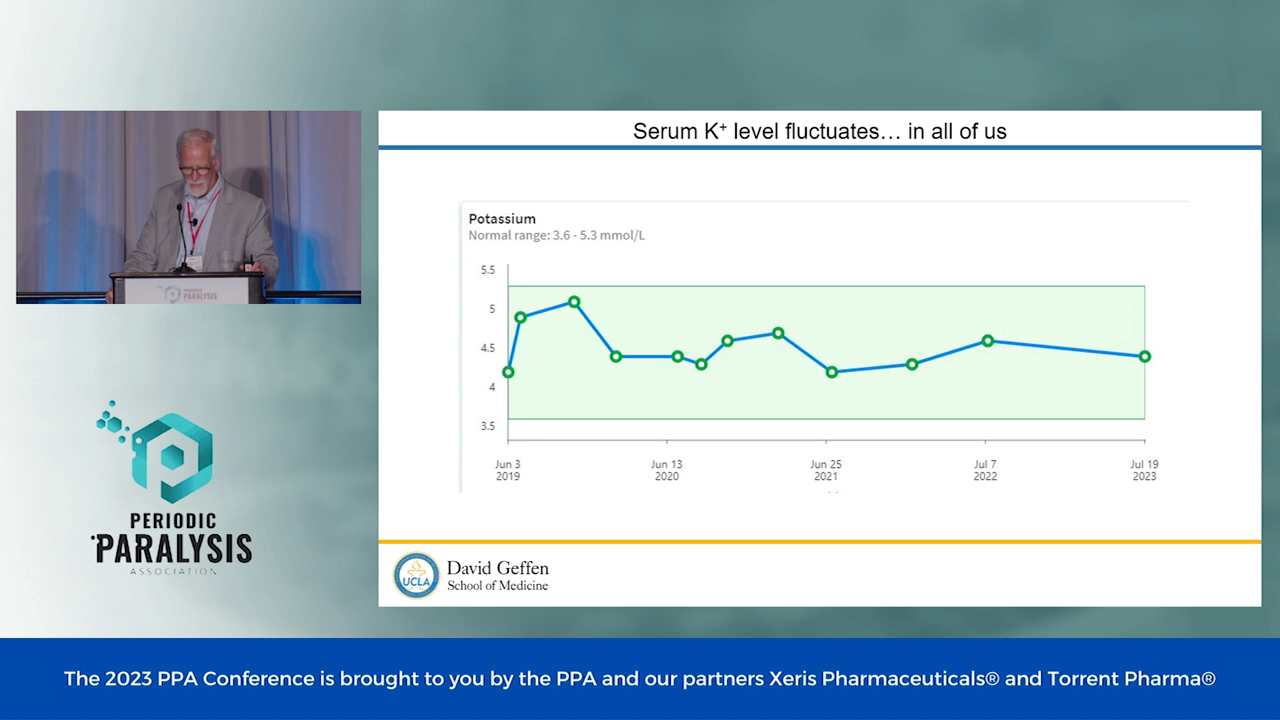 Serum K⁺ level fluctuates… in all of us
Potassium
Normal range: 3.6 - 5.3 mmol/L
5.5
5
4.5
4
3.5
Jun 3
2019
Jun 13
2020
Jun 25
2021
Jul 7
2022
Jul 19
2023
PERIODIC
PARALYSIS
PERIODIC
PARALYSIS
ASSOCIATION
UCLA
David Geffen
School of Medicine
The 2023 PPA Conference is brought to you by the PPA and our partners Xeris Pharmaceuticals® and Torrent Pharma®